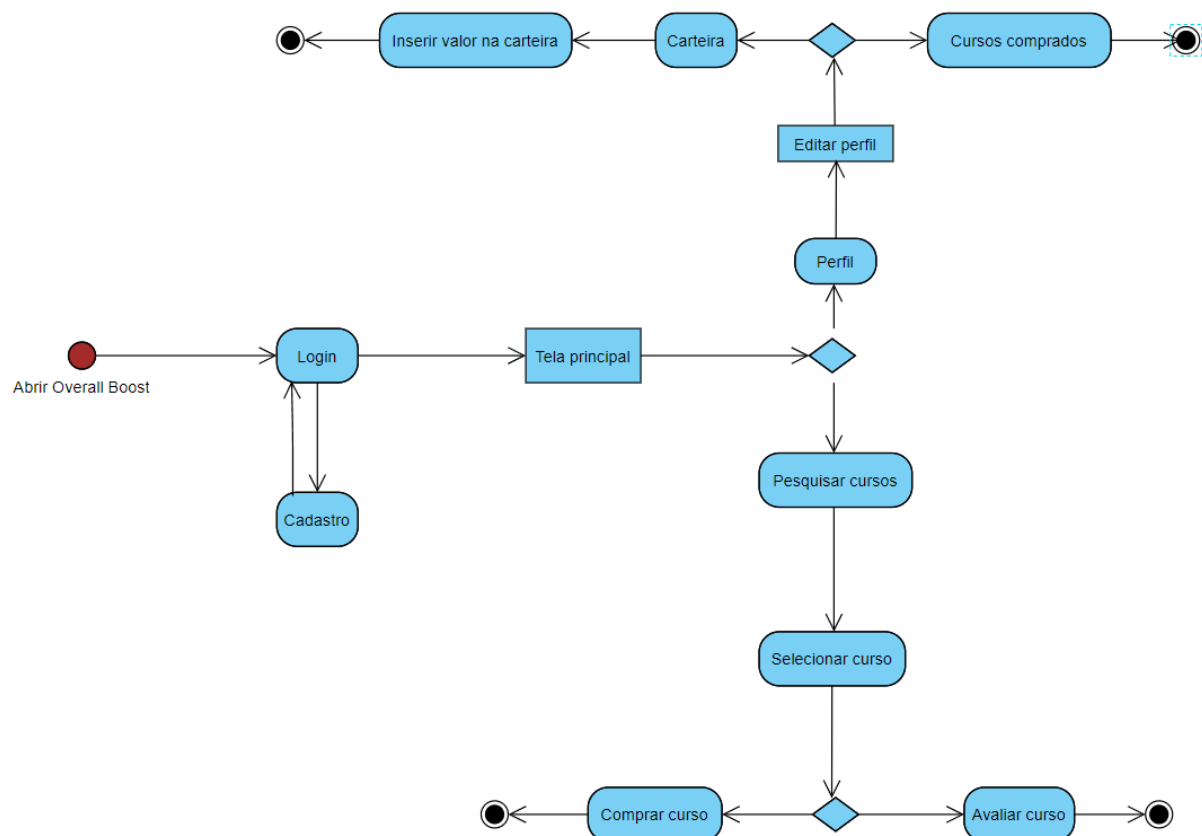 Inserir valor na carteira
Carteira
Cursos comprados
Editar perfil
Perfil
Login
Tela principal
Abrir Overall Boost
Pesquisar cursos
Cadastro
Selecionar curso
Comprar curso
Avaliar curso